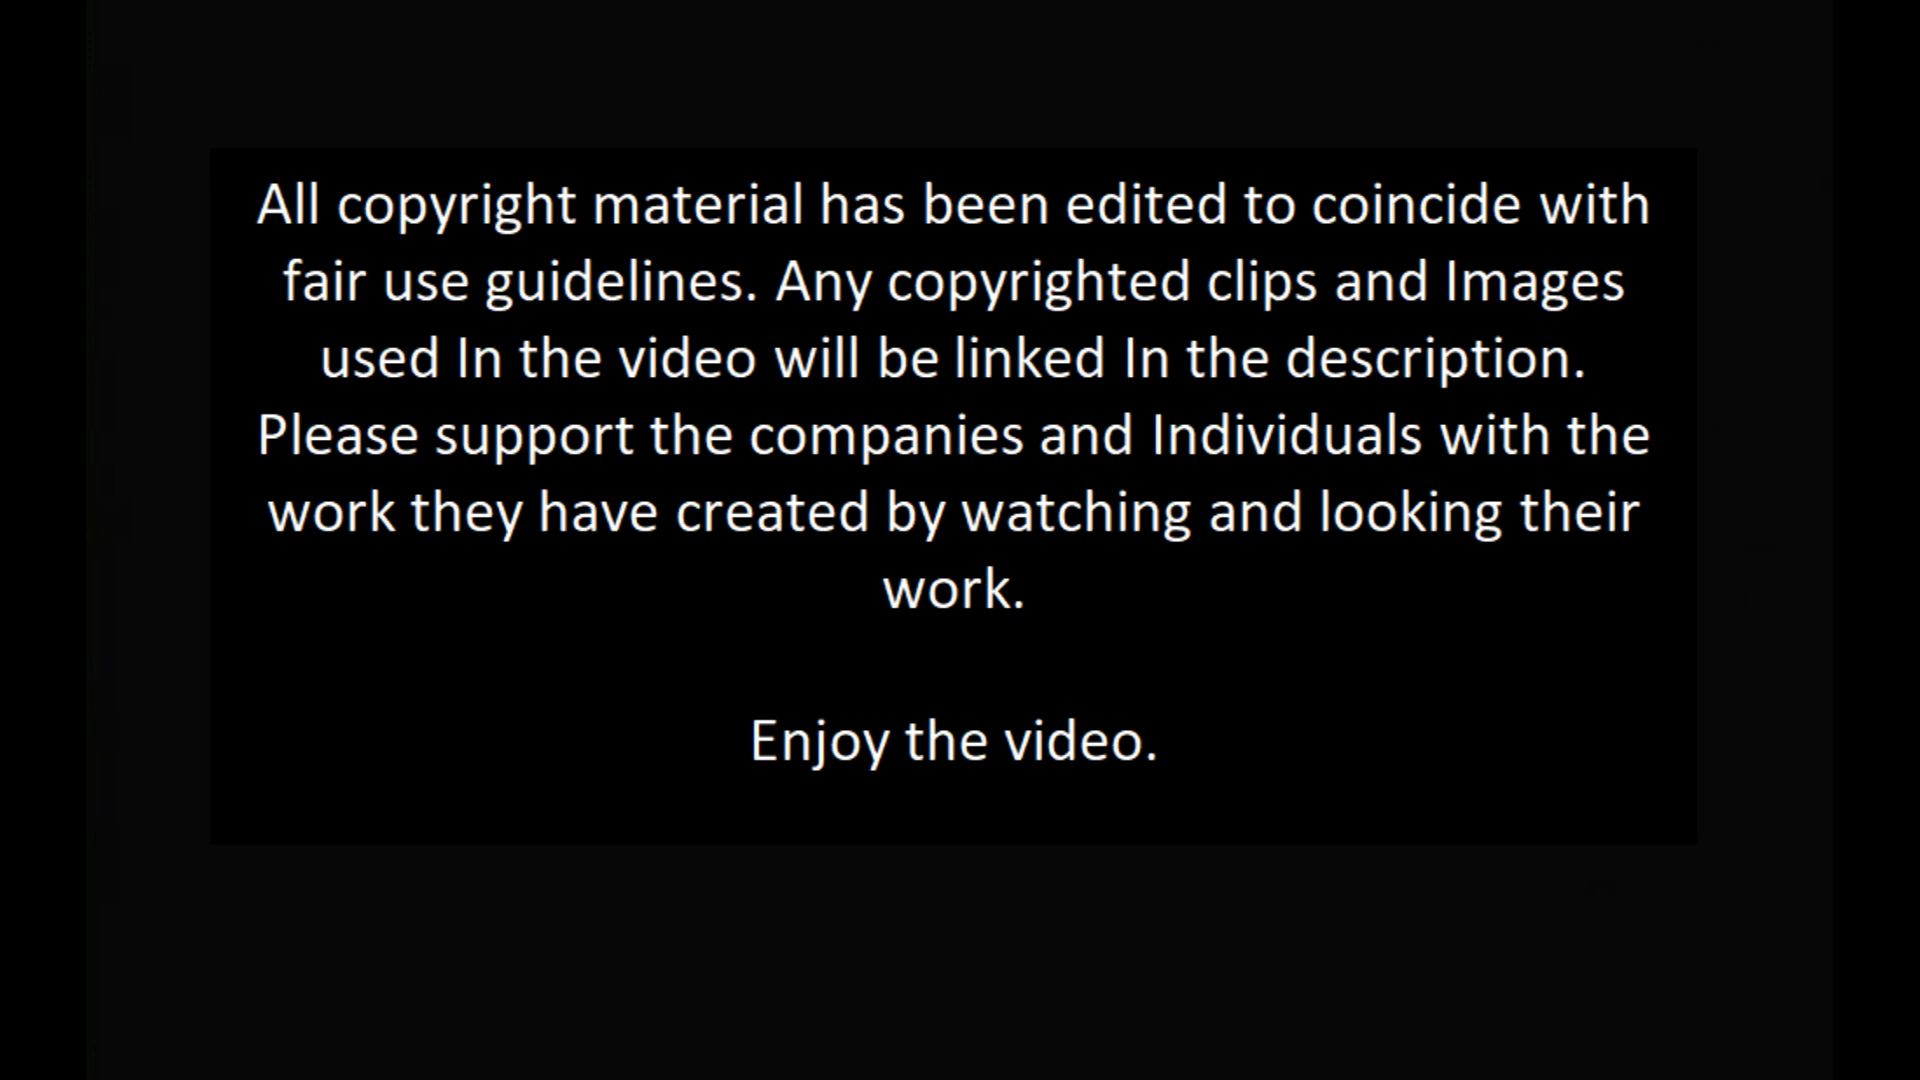 All copyright material has been edited to coincide with
fair use guidelines. Any copyrighted clips and Images
used In the video will be linked In the description.
Please support the companies and Individuals with the
work they have created by watching and looking their
work.
Enjoy the video.